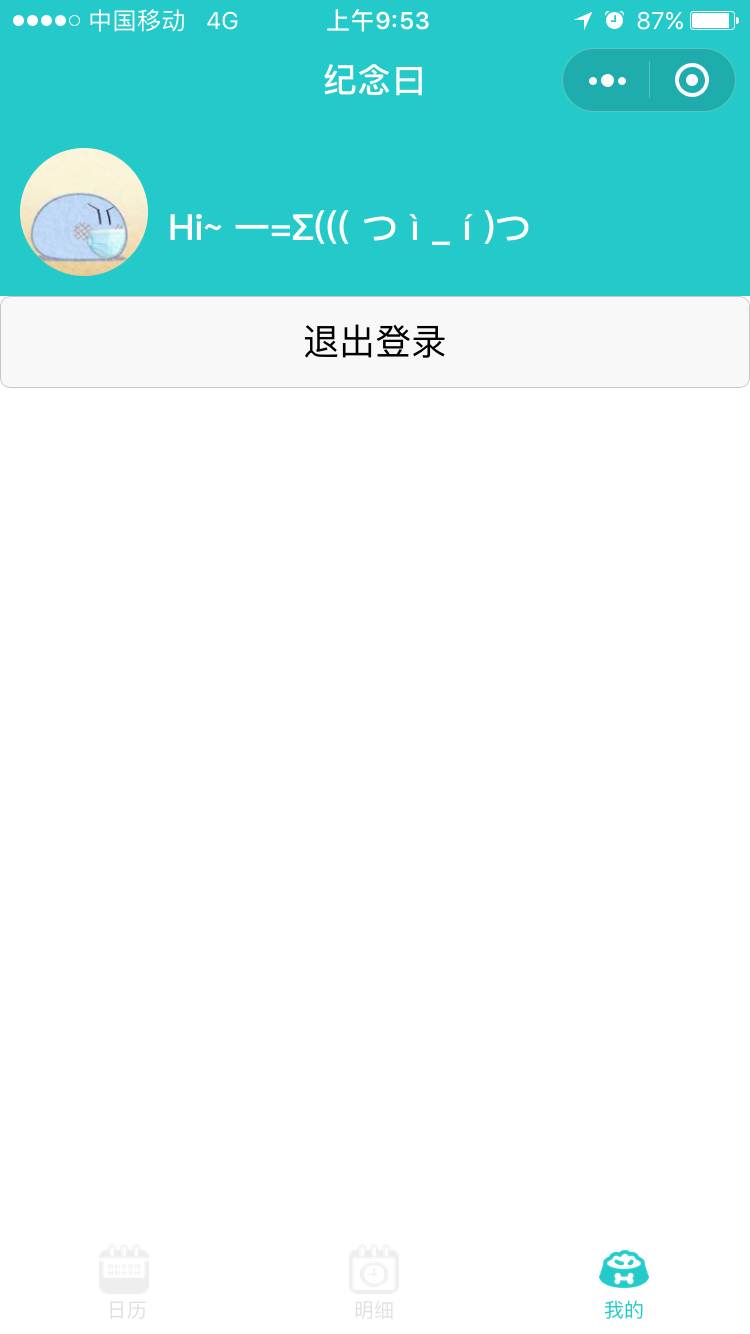 中国移动 4G 上午9:53 87%
纪念曰
Hi~ 一=Σ((( つ ì _ í )つ
退出登录
日历 明细 我的